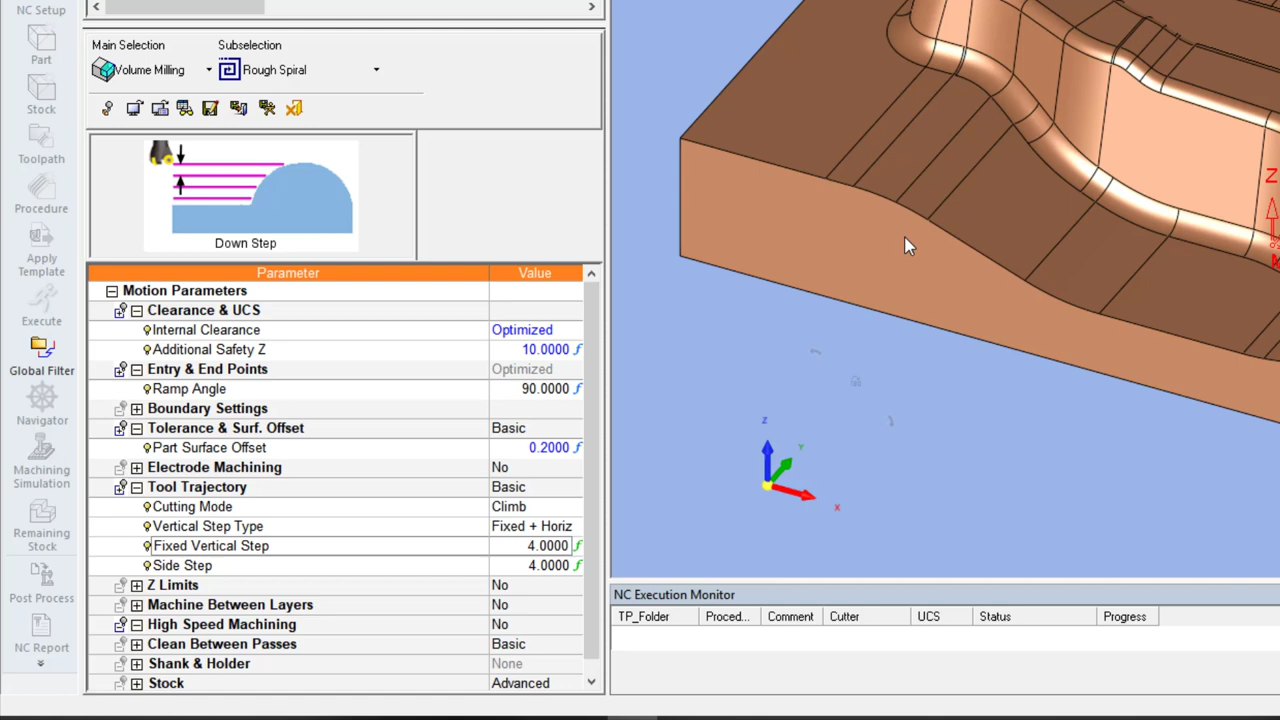 NC Setup
Part
Stock
Toolpath
Procedure
Apply
Template
Execute
Global Filter
Navigator
Machining
Simulation
Remaining
Stock
Post Process
NC Report
Main Selection
Subselection
Volume Milling
Rough Spiral
Down Step
Parameter Value
Motion Parameters
Clearance & UCS
Internal Clearance Optimized
Additional Safety Z 10.0000 f
Entry & End Points Optimized
Ramp Angle 90.0000 f
Boundary Settings
Tolerance & Surf. Offset Basic
Part Surface Offset 0.2000 f
Electrode Machining No
Tool Trajectory Basic
Cutting Mode Climb
Vertical Step Type Fixed + Horiz
Fixed Vertical Step 4.0000 f
Side Step 4.0000 f
Z Limits No
Machine Between Layers No
High Speed Machining No
Clean Between Passes Basic
Shank & Holder None
Stock Advanced
Z
Z
Y
X
NC Execution Monitor
TP_Folder Proced... Comment Cutter UCS Status Progress